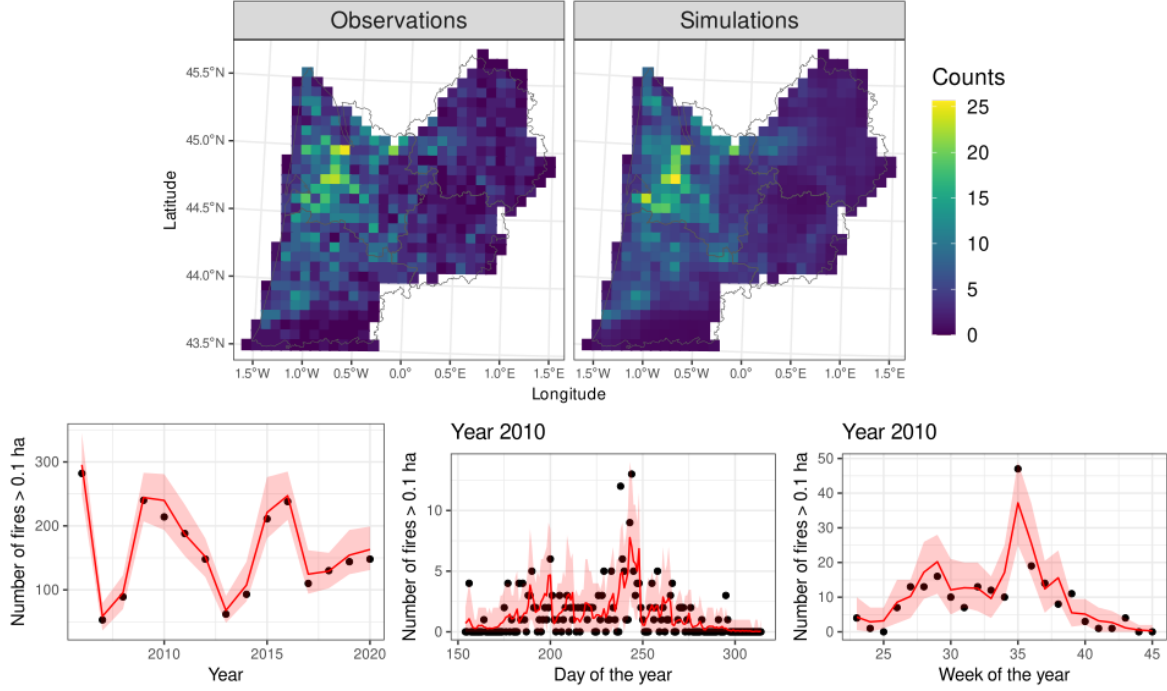 Observations
Simulations
Latitude
45.5°N
45.0°N
44.5°N
44.0°N
43.5°N
1.5°W 1.0°W 0.5°W 0.0° 0.5°E 1.0°E 1.5°E
1.5°W 1.0°W 0.5°W 0.0° 0.5°E 1.0°E 1.5°E
Longitude
Counts
25
20
15
10
5
0
Number of fires > 0.1 ha
300
200
100
2010 2015 2020
Year
Year 2010
Number of fires > 0.1 ha
10
5
0
150 200 250 300
Day of the year
Year 2010
Number of fires > 0.1 ha
50
40
30
20
10
0
25 30 35 40 45
Week of the year